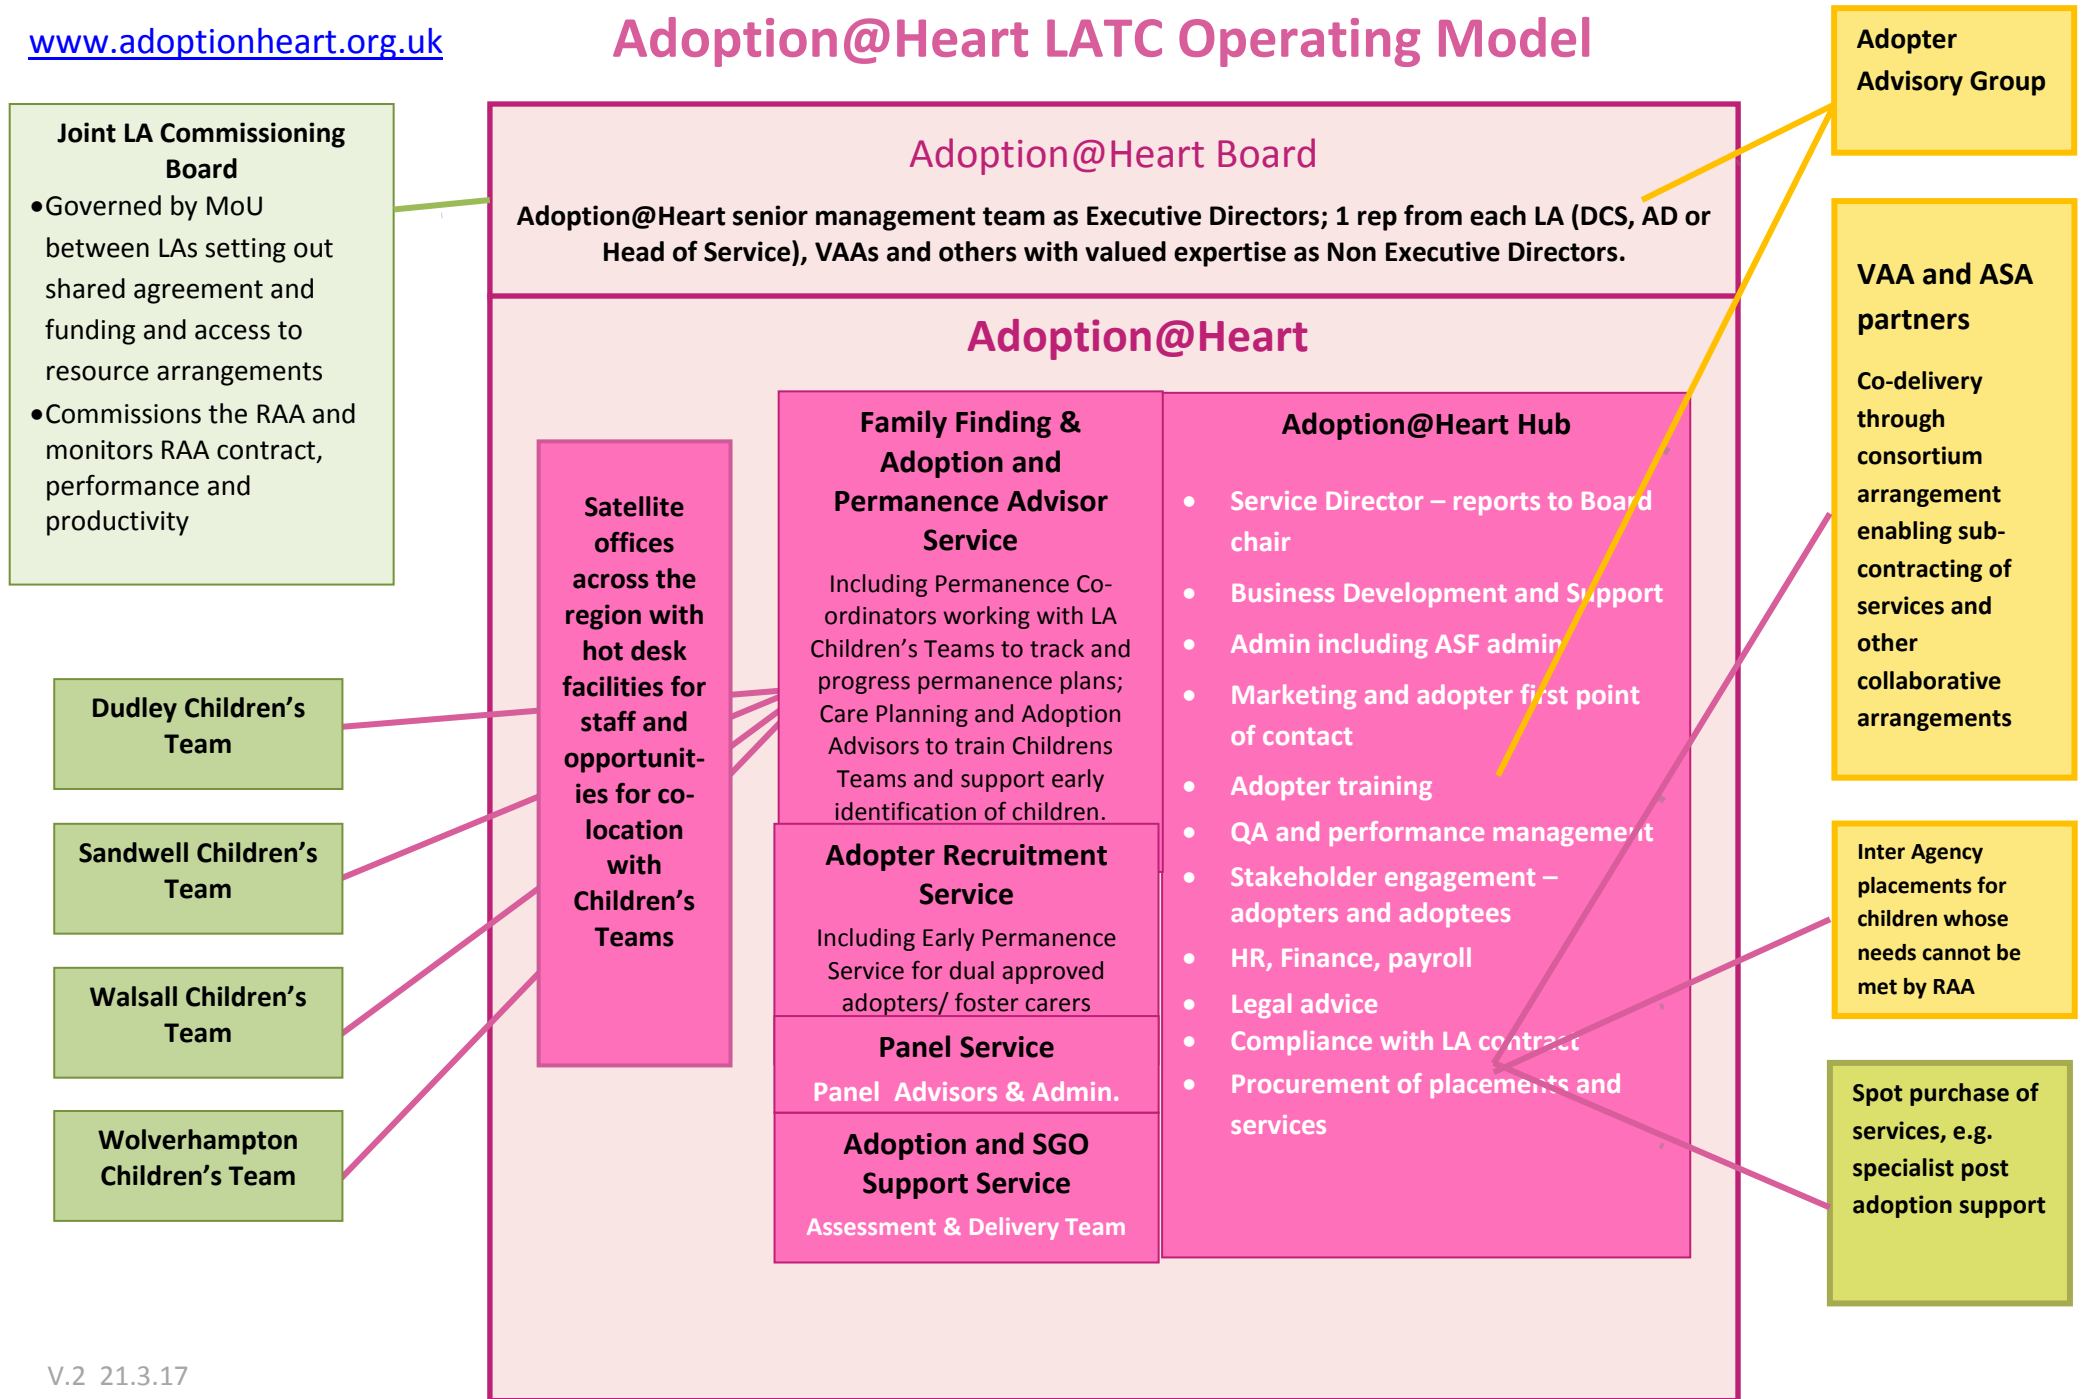 www.adoptionheart.org.uk
Adoption@Heart LATC Operating Model
Joint LA Commissioning
Board
•Governed by MoU
between LAs setting out
shared agreement and
funding and access to
resource arrangements
•Commissions the RAA and
monitors RAA contract,
performance and
productivity
Adoption@Heart Board
Adoption@Heart senior management team as Executive Directors; 1 rep from each LA (DCS, AD or
Head of Service), VAAs and others with valued expertise as Non Executive Directors.
Adopter
Advisory Group
Adoption@Heart
Dudley Children’s
Team
Sandwell Children’s
Team
Walsall Children’s
Team
Wolverhampton
Children’s Team
Satellite
offices
across the
region with
hot desk
facilities for
staff and
opportunit-
ies for co-
location
with
Children’s
Teams
Family Finding &
Adoption and
Permanence Advisor
Service
Including Permanence Co-
ordinators working with LA
Children’s Teams to track and
progress permanence plans;
Care Planning and Adoption
Advisors to train Childrens
Teams and support early
identification of children.
Adopter Recruitment
Service
Including Early Permanence
Service for dual approved
adopters/ foster carers
Panel Service
Panel  Advisors & Admin.
Adoption and SGO
Support Service
Assessment & Delivery Team
Adoption@Heart Hub
• Service Director – reports to Board
chair
• Business Development and Support
• Admin including ASF admin
• Marketing and adopter first point
of contact
• Adopter training
• QA and performance management
• Stakeholder engagement –
adopters and adoptees
• HR, Finance, payroll
• Legal advice
• Compliance with LA contract
• Procurement of placements and
services
VAA and ASA
partners
Co-delivery
through
consortium
arrangement
enabling sub-
contracting of
services and
other
collaborative
arrangements
Inter Agency
placements for
children whose
needs cannot be
met by RAA
Spot purchase of
services, e.g.
specialist post
adoption support
V.2  21.3.17